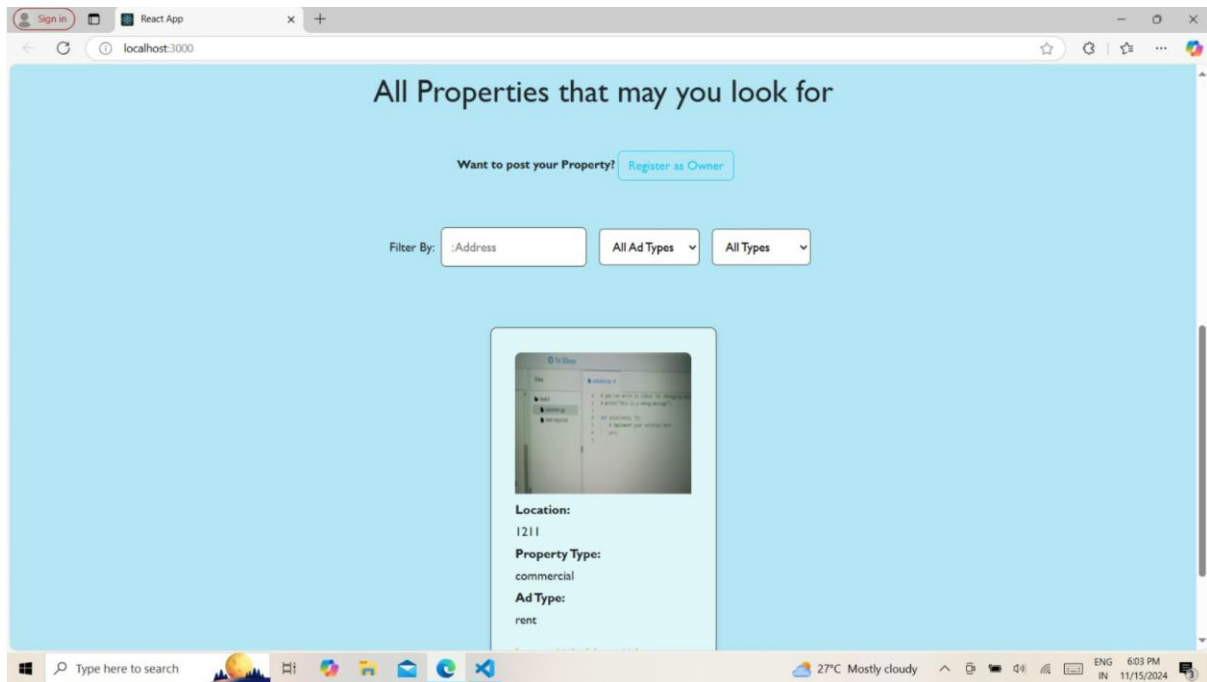 Sign in
React App
localhost:3000
All Properties that may you look for
Want to post your Property? Register as Owner
Filter By: :Address All Ad Types All Types
Location:
1211
Property Type:
commercial
Ad Type:
rent
Type here to search
27°C Mostly cloudy
ENG 6:03 PM
IN 11/15/2024